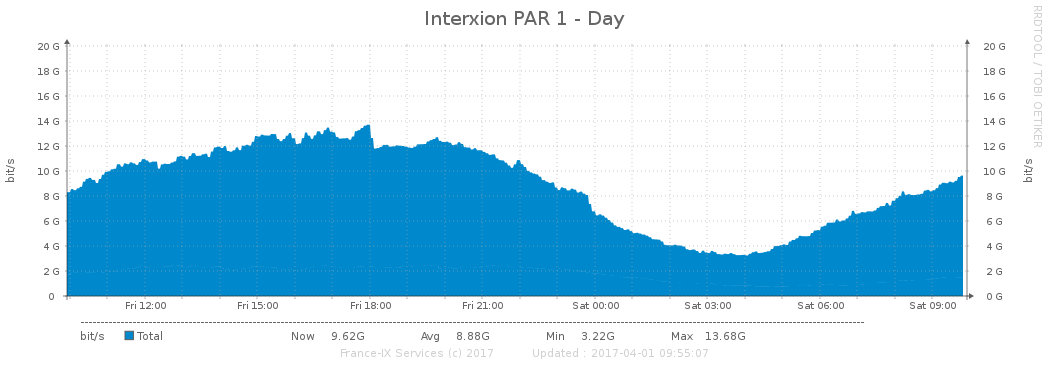 Interxion PAR 1 - Day
RRDTOOL / TOBI OETIKER
bit/s
20 G 20 G
18 G 18 G
16 G 16 G
14 G 14 G
12 G 12 G
10 G 10 G
8 G 8 G
6 G 6 G
4 G 4 G
2 G 2 G
0 0 G
bit/s
Fri 12:00 Fri 15:00 Fri 18:00 Fri 21:00 Sat 00:00 Sat 03:00 Sat 06:00 Sat 09:00
bit/s Total Now 9.62G Avg 8.88G Min 3.22G Max 13.68G
France-IX Services (c) 2017 Updated : 2017-04-01 09:55:07